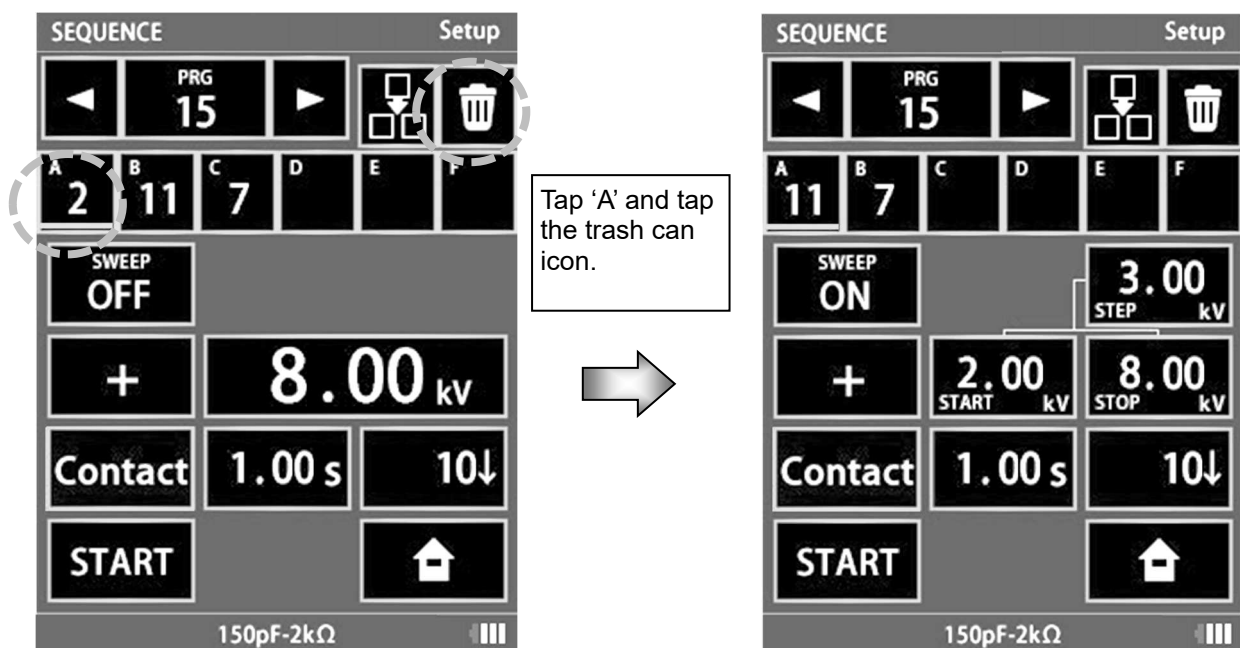 SEQUENCE Setup
PRG
15
A B C D E F
2 11 7
SWEEP
OFF
+ 8.00 kV
Contact 1.00 s 10↓
START
150pF-2kΩ
Tap ‘A’ and tap
the trash can
icon.
SEQUENCE Setup
PRG
15
A B C D E F
11 7
SWEEP
ON
3.00
STEP kV
+ 2.00 8.00
START kV STOP kV
Contact 1.00 s 10↓
START
150pF-2kΩ